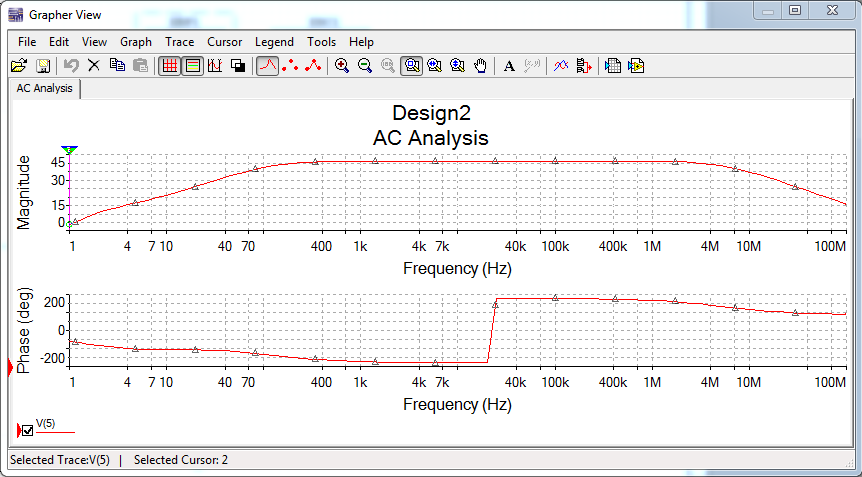 Grapher View
File Edit View Graph Trace Cursor Legend Tools Help
AC Analysis
Design2
AC Analysis
Magnitude
45
30
15
0
1 4 7 10 40 70 400 1k 4k 7k 40k 100k 400k 1M 4M 10M 100M
Frequency (Hz)
Phase (deg)
200
0
-200
1 4 7 10 40 70 400 1k 4k 7k 40k 100k 400k 1M 4M 10M 100M
Frequency (Hz)
V(5)
Selected Trace:V(5) | Selected Cursor: 2